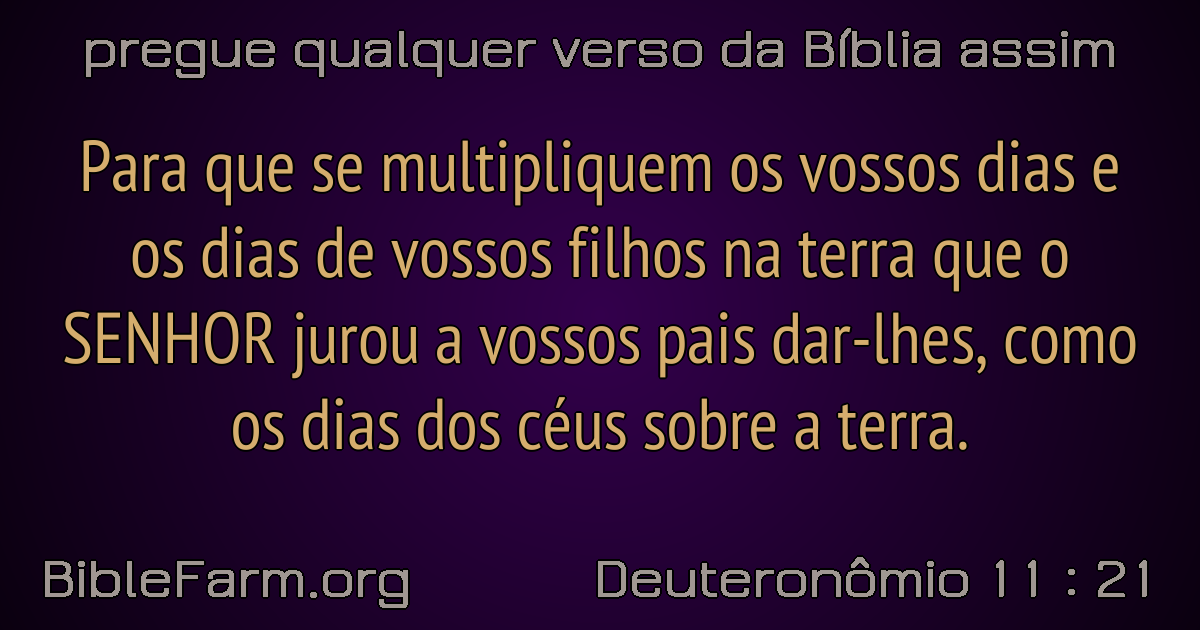 pregue qualquer verso da Bíblia assim
Para que se multipliquem os vossos dias e
os dias de vossos filhos na terra que o
SENHOR jurou a vossos pais dar-lhes, como
os dias dos céus sobre a terra.
BibleFarm.org
Deuteronômio 11 : 21